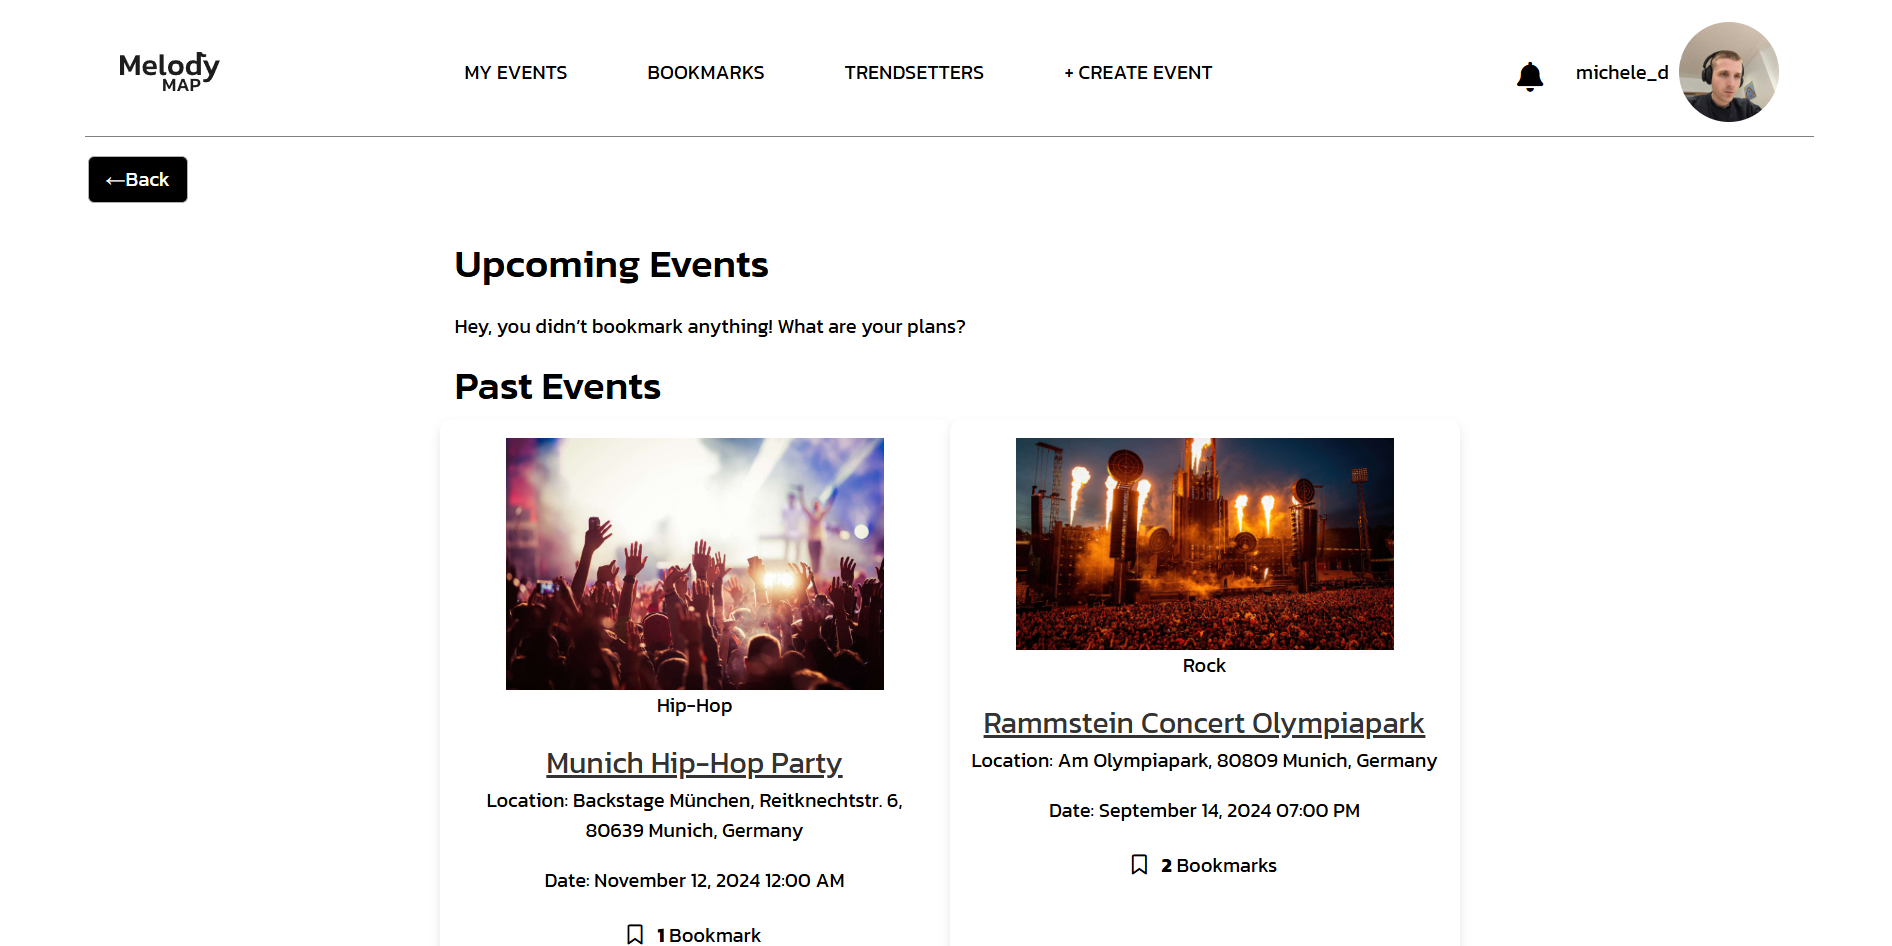 Melody
MAP
MY EVENTS
BOOKMARKS
TRENDSETTERS
+ CREATE EVENT
michele_d
←Back
Upcoming Events
Hey, you didn't bookmark anything! What are your plans?
Past Events
Hip-Hop
Munich Hip-Hop Party
Location: Backstage München, Reitknechtstr. 6,
80639 Munich, Germany
Date: November 12, 2024 12:00 AM
1 Bookmark
Rock
Rammstein Concert Olympiapark
Location: Am Olympiapark, 80809 Munich, Germany
Date: September 14, 2024 07:00 PM
2 Bookmarks